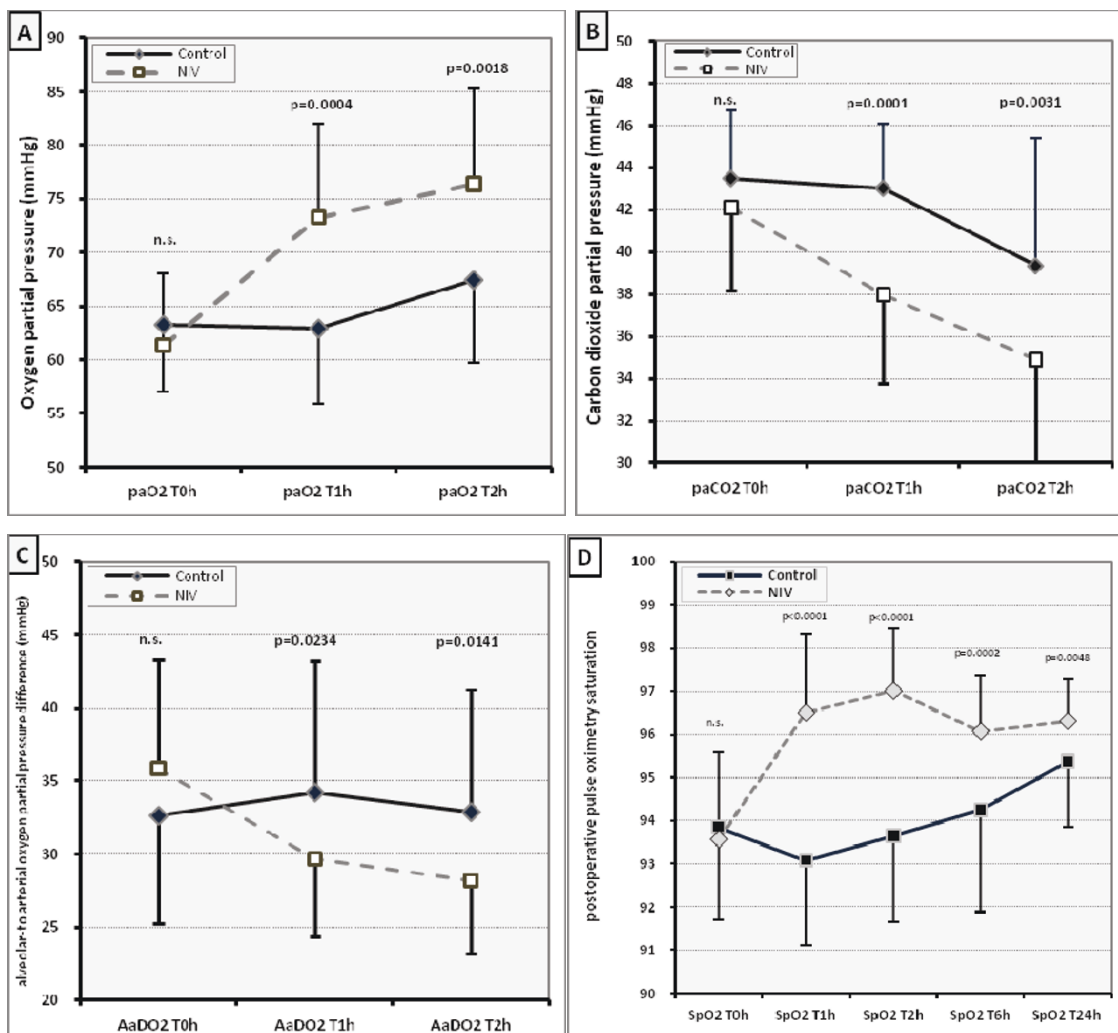 A
90
85
80
75
70
65
60
55
50
Oxygen partial pressure (mmHg)
Control
NIV
n.s.
p=0.0004
p=0.0018
paO2 T0h
paO2 T1h
paO2 T2h
B
50
48
46
44
42
40
38
36
34
32
30
Carbon dioxide partial pressure (mmHg)
Control
NIV
n.s.
p=0.0001
p=0.0031
paCO2 T0h
paCO2 T1h
paCO2 T2h
C
50
45
40
35
30
25
20
alveolar-to arterial oxygen partial pressure difference (mmHg)
Control
NIV
n.s.
p=0.0234
p=0.0141
AaDO2 T0h
AaDO2 T1h
AaDO2 T2h
D
100
99
98
97
96
95
94
93
92
91
90
postoperative pulse oximetry saturation
Control
NIV
n.s.
p<0.0001
p<0.0001
p=0.0002
p=0.0048
SpO2 T0h
SpO2 T1h
SpO2 T2h
SpO2 T6h
SpO2 T24h